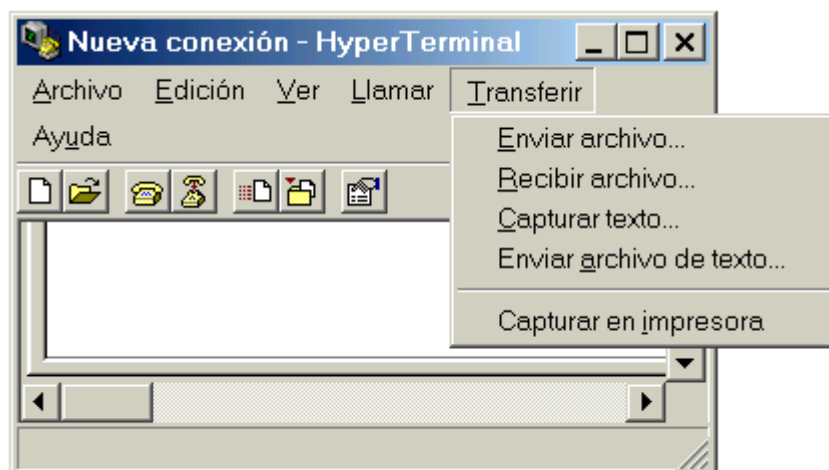 Nueva conexión - HyperTerminal
Archivo Edición Ver Llamar Transferir
Ayuda
Enviar archivo...
Recibir archivo...
Capturar texto...
Enviar archivo de texto...
Capturar en impresora